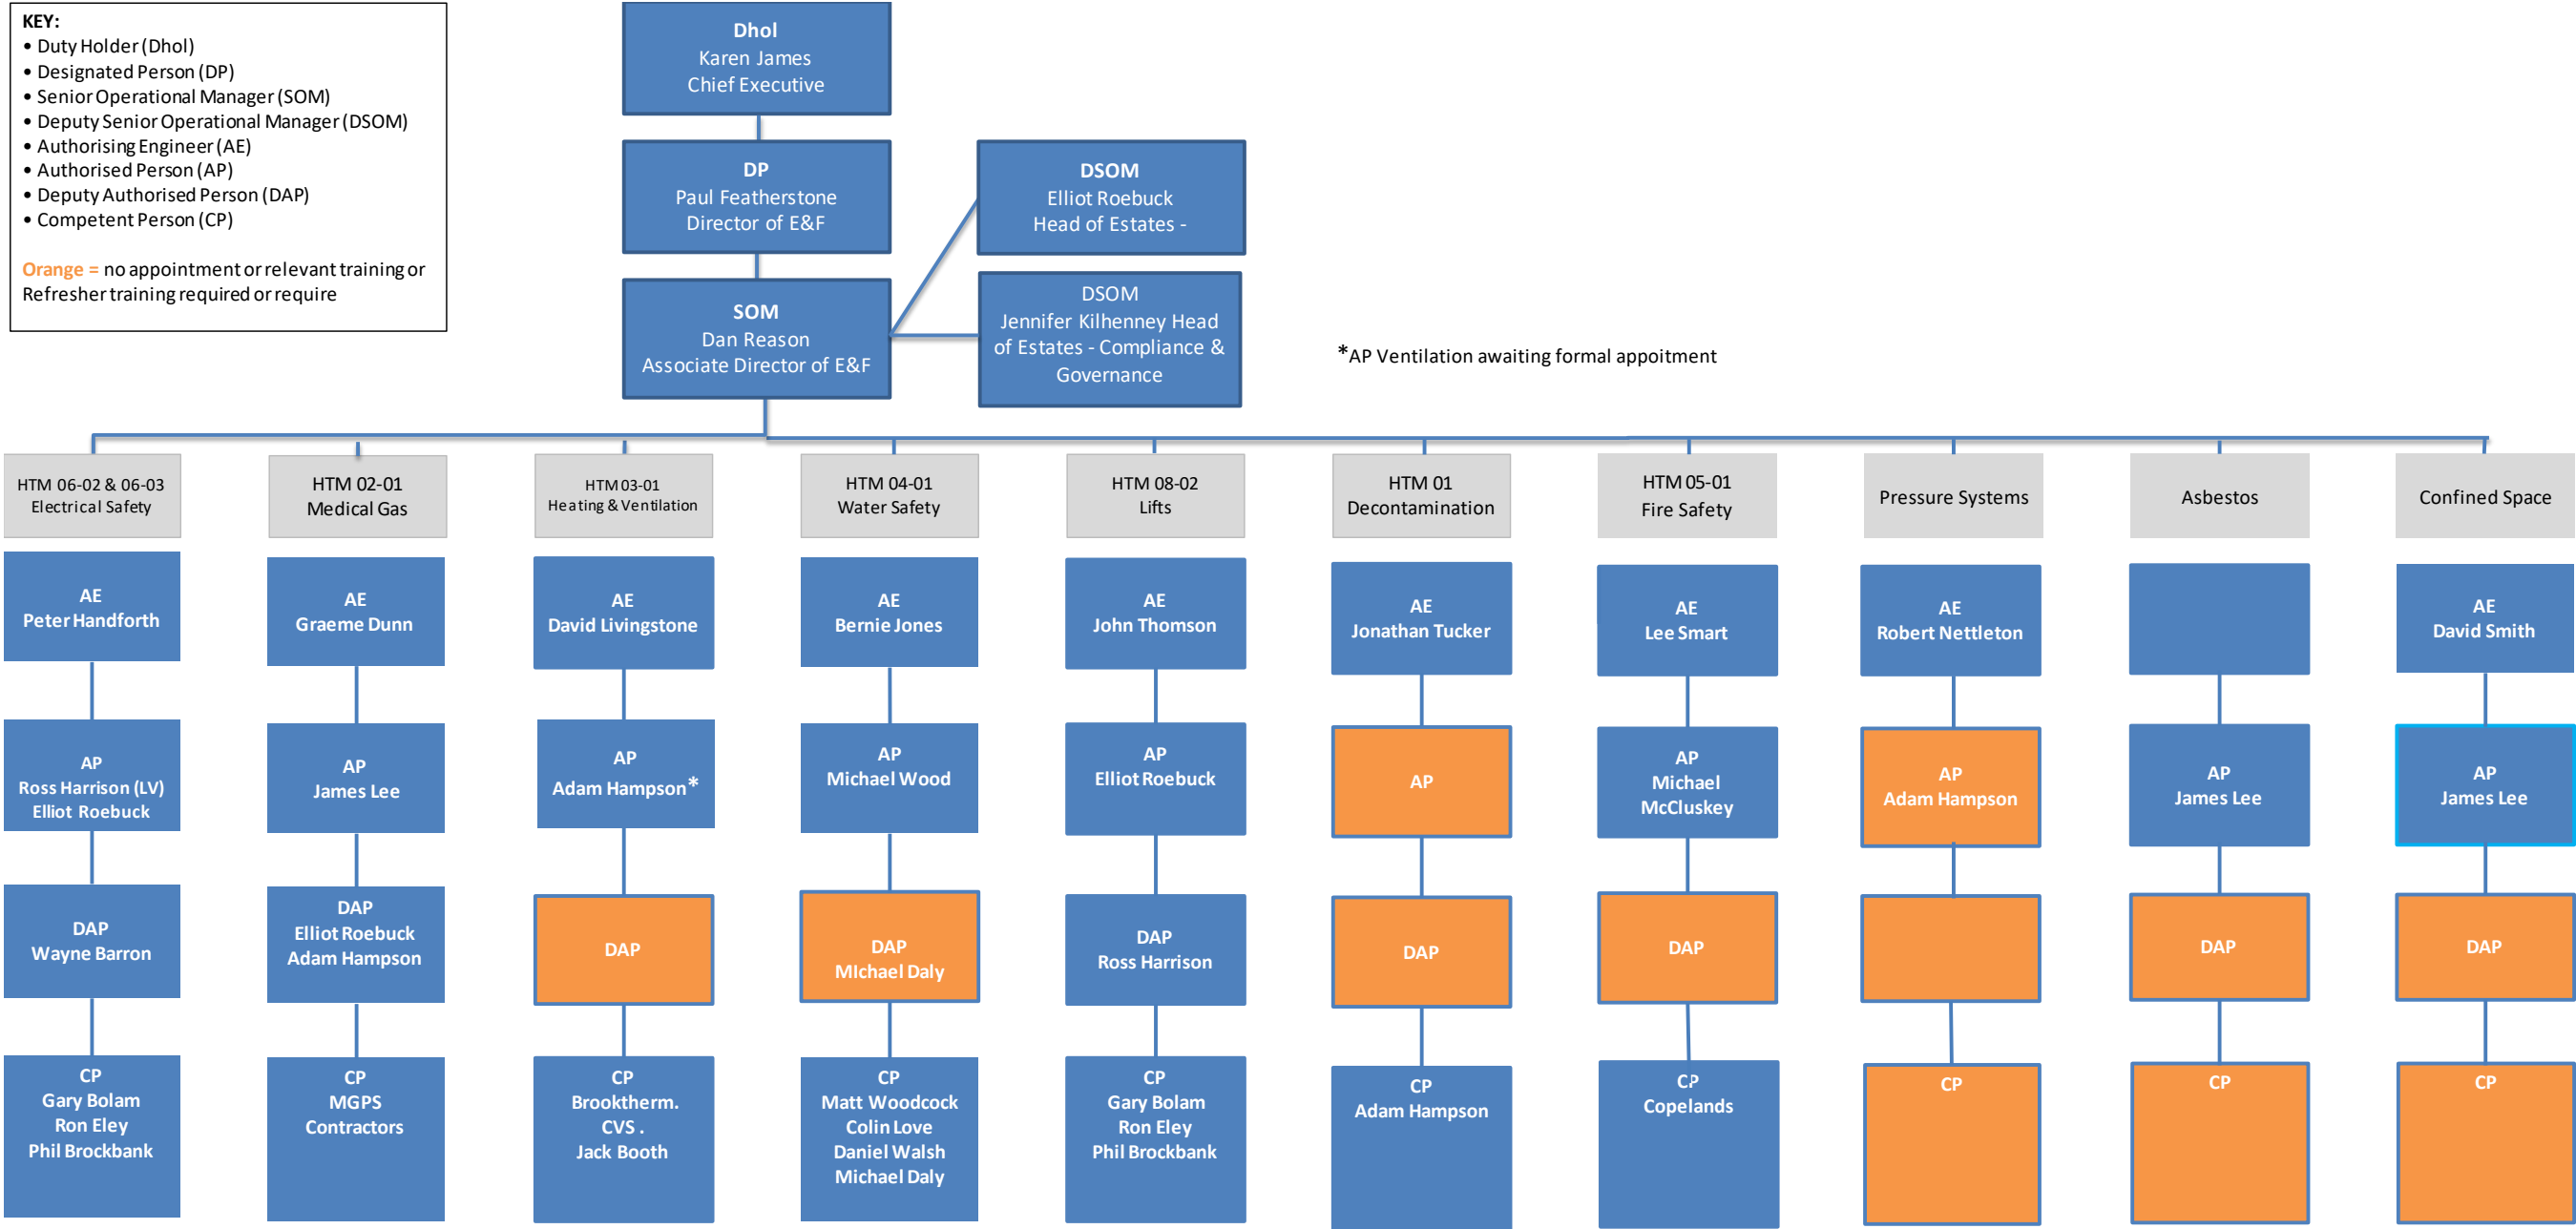 KEY:
• Duty Holder (Dhol)
• Designated Person (DP)
• Senior Operational Manager (SOM)
• Deputy Senior Operational Manager (DSOM)
• Authorising Engineer (AE)
• Authorised Person (AP)
• Deputy Authorised Person (DAP)
• Competent Person (CP)
Orange = no appointment or relevant training or
Refresher training required or require
Dhol
Karen James
Chief Executive
DP
Paul Featherstone
Director of E&F
DSOM
Elliot Roebuck
Head of Estates -
SOM
Dan Reason
Associate Director of E&F
DSOM
Jennifer Kilhenney Head
of Estates - Compliance &
Governance
*AP Ventilation awaiting formal appoitment
HTM 06-02 & 06-03
Electrical Safety
HTM 02-01
Medical Gas
HTM 03-01
Heating & Ventilation
HTM 04-01
Water Safety
HTM 08-02
Lifts
HTM 01
Decontamination
HTM 05-01
Fire Safety
Pressure Systems
Asbestos
Confined Space
AE
Peter Handforth
AE
Graeme Dunn
AE
David Livingstone
AE
Bernie Jones
AE
John Thomson
AE
Jonathan Tucker
AE
Lee Smart
AE
Robert Nettleton
AE
David Smith
AP
Ross Harrison (LV)
Elliot Roebuck
AP
James Lee
AP
Adam Hampson*
AP
Michael Wood
AP
Elliot Roebuck
AP
AP
Michael
McCluskey
AP
Adam Hampson
AP
James Lee
AP
James Lee
DAP
Wayne Barron
DAP
Elliot Roebuck
Adam Hampson
DAP
DAP
MIchael Daly
DAP
Ross Harrison
DAP
DAP
DAP
DAP
CP
Gary Bolam
Ron Eley
Phil Brockbank
CP
MGPS
Contractors
CP
Brooktherm.
CVS .
Jack Booth
CP
Matt Woodcock
Colin Love
Daniel Walsh
Michael Daly
CP
Gary Bolam
Ron Eley
Phil Brockbank
CP
Adam Hampson
CP
Copelands
CP
CP
CP